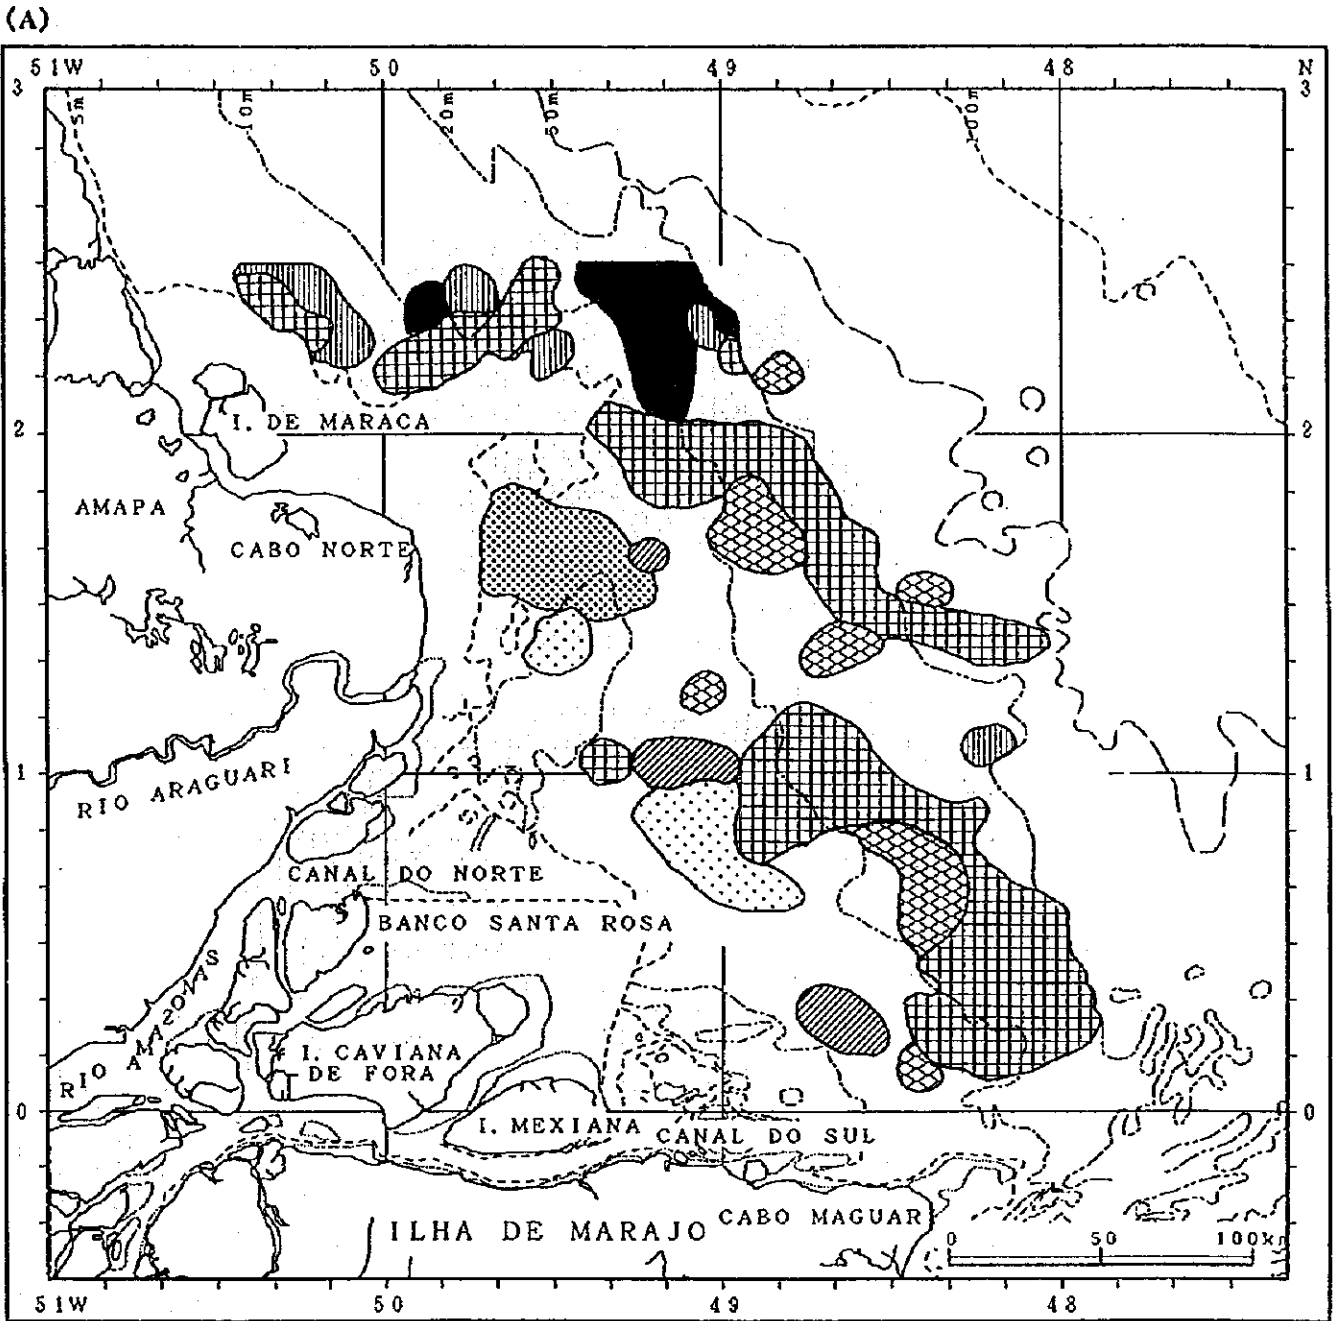 (A)
51W 50 49 48 N
3 3
5m 10m 20m 50m 100m
I. DE MARACA
2 2
AMAPA
CABO NORTE
1 1
RIO ARAGUARI
CANAL DO NORTE
BANCO SANTA ROSA
RIO AMAZONAS
I. CAVIANA
DE FORA
0 0
I. MEXIANA
CANAL DO SUL
CABO MAGUAR
ILHA DE MARAJO
0 50 100k
51W 50 49 48